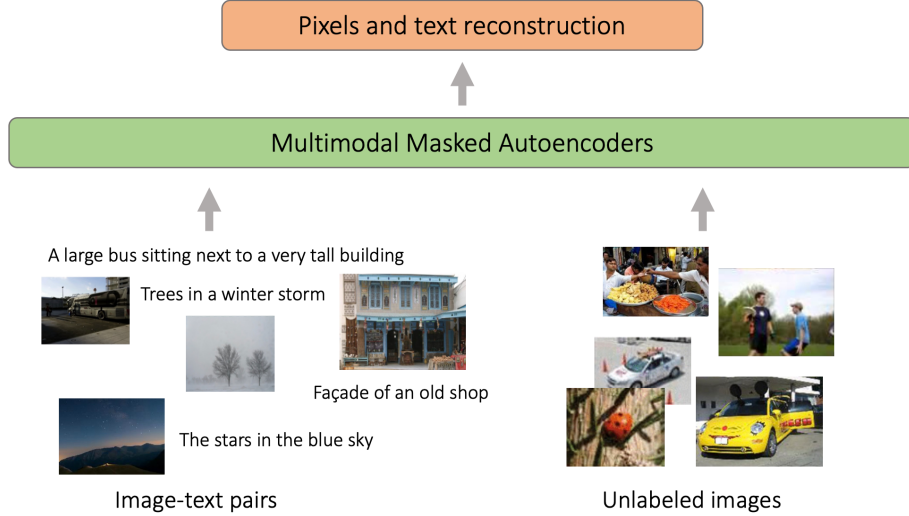 Pixels and text reconstruction
Multimodal Masked Autoencoders
A large bus sitting next to a very tall building
Trees in a winter storm
Façade of an old shop
The stars in the blue sky
Image-text pairs
Unlabeled images